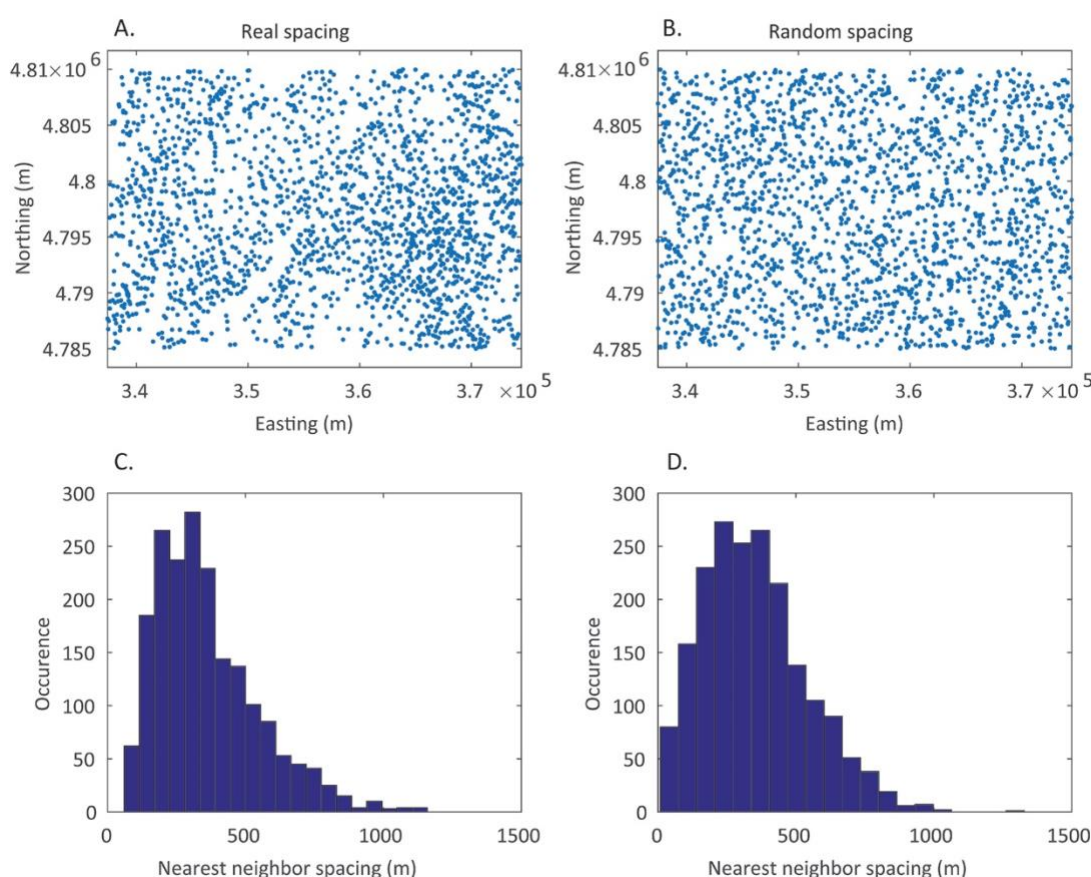 A. Real spacing
4.81×10 6
4.805
4.8
4.795
4.79
4.785
Northing (m)
3.4 3.5 3.6 3.7 ×10 5
Easting (m)
B. Random spacing
4.81×10 6
4.805
4.8
4.795
4.79
4.785
Northing (m)
3.4 3.5 3.6 3.7 ×10 5
Easting (m)
C.
300
250
200
150
100
50
0
Occurence
0 500 1000 1500
Nearest neighbor spacing (m)
D.
300
250
200
150
100
50
0
Occurence
0 500 1000 1500
Nearest neighbor spacing (m)